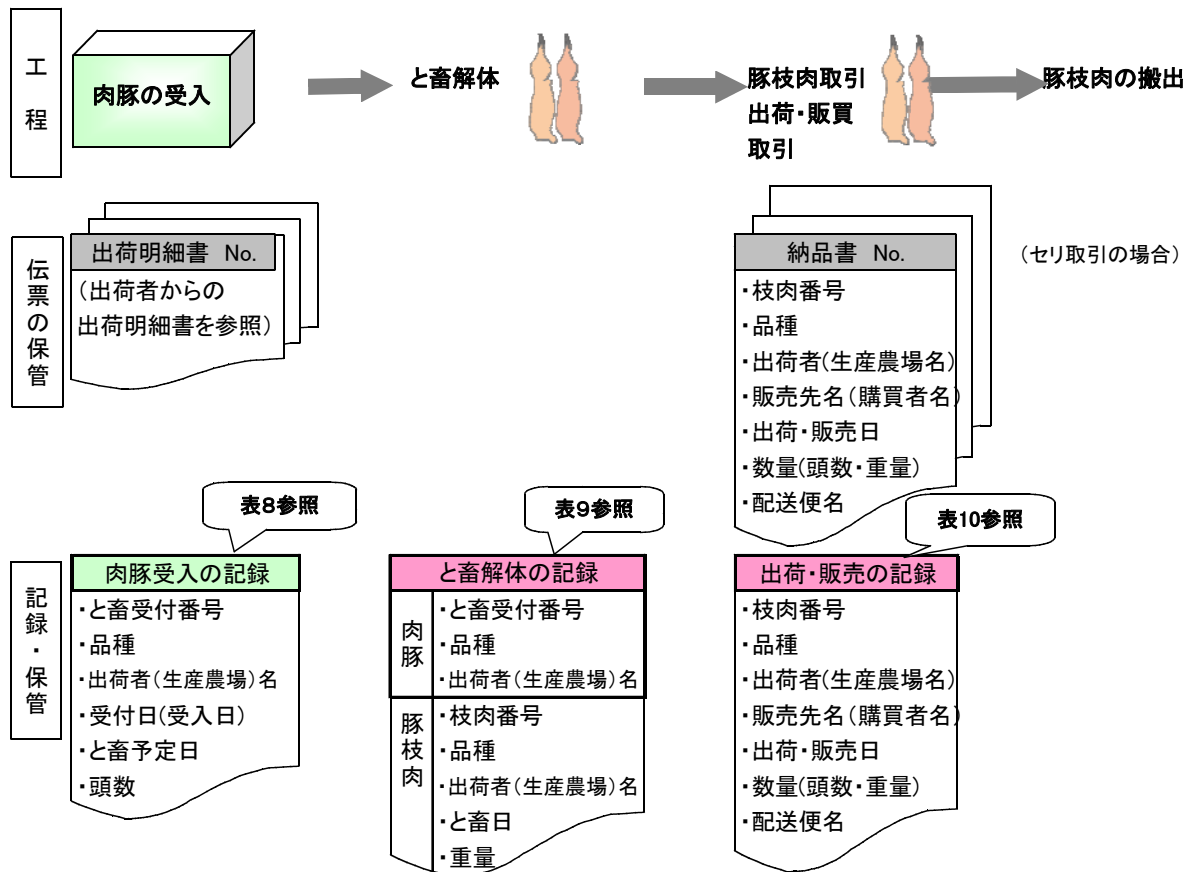 工程
肉豚の受入
と畜解体
豚枝肉取引
出荷・販買
取引
豚枝肉の搬出
伝票の保管
出荷明細書 No.
(出荷者からの
出荷明細書を参照)
納品書 No.
・枝肉番号
・品種
・出荷者(生産農場名)
・販売先名(購買者名)
・出荷・販売日
・数量(頭数・重量)
・配送便名
(セリ取引の場合)
記録・保管
表8参照
肉豚受入の記録
・と畜受付番号
・品種
・出荷者(生産農場)名
・受付日(受入日)
・と畜予定日
・頭数
表9参照
と畜解体の記録
肉豚
・と畜受付番号
・品種
・出荷者(生産農場)名
豚枝肉
・枝肉番号
・品種
・出荷者(生産農場)名
・と畜日
・重量
表10参照
出荷・販売の記録
・枝肉番号
・品種
・出荷者(生産農場名)
・販売先名(購買者名)
・出荷・販売日
・数量(頭数・重量)
・配送便名